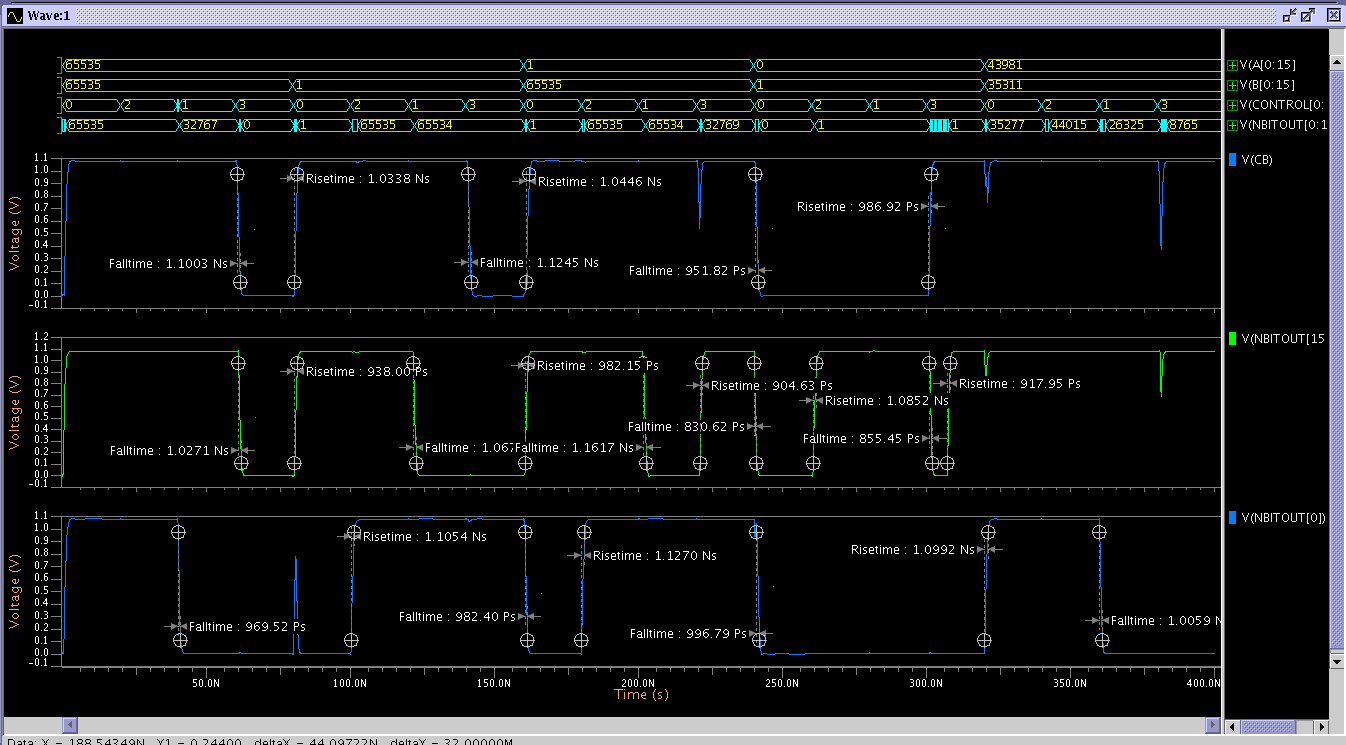 Wave:1
65535 1 0 43981 V(A[0:15]
65535 1 65535 1 35311 V(B[0:15]
0 2 1 3 0 2 1 3 0 2 1 3 0 2 1 3 0 2 1 3 V(CONTROL[0:
65535 32767 0 1 65535 65534 1 65535 65534 32769 0 1 1 35277 44015 26325 8765 V(NBITOUT[0:1
V(CB)
Voltage (V)
1.1
1.0
0.9
0.8
0.7
0.6
0.5
0.4
0.3
0.2
0.1
0.0
-0.1
Risetime : 1.0338 Ns
Risetime : 1.0446 Ns
Risetime : 986.92 Ps
Falltime : 1.1003 Ns
Falltime : 1.1245 Ns
Falltime : 951.82 Ps
V(NBITOUT[15
Voltage (V)
1.2
1.1
1.0
0.9
0.8
0.7
0.6
0.5
0.4
0.3
0.2
0.1
0.0
-0.1
Risetime : 938.00 Ps
Risetime : 982.15 Ps
Risetime : 904.63 Ps
Risetime : 917.95 Ps
Risetime : 1.0852 Ns
Falltime : 830.62 Ps
Falltime : 855.45 Ps
Falltime : 1.0271 Ns
Falltime : 1.067
Falltime : 1.1617 Ns
V(NBITOUT[0])
Voltage (V)
1.1
1.0
0.9
0.8
0.7
0.6
0.5
0.4
0.3
0.2
0.1
0.0
-0.1
Risetime : 1.1054 Ns
Risetime : 1.1270 Ns
Risetime : 1.0992 Ns
Falltime : 969.52 Ps
Falltime : 982.40 Ps
Falltime : 996.79 Ps
Falltime : 1.0059 N
50.0N 100.0N 150.0N 200.0N 250.0N 300.0N 350.0N 400.0N
Time (s)
Data: X = 188.54349N Y1 = 0.24400 deltaX = 44.09722N deltaY = 32.00000M